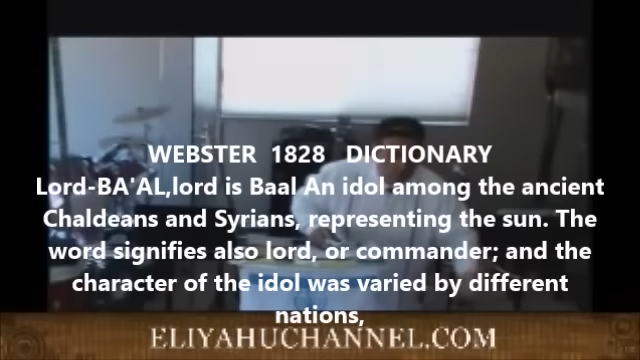 WEBSTER 1828 DICTIONARY
Lord-BA'AL,lord is Baal An idol among the ancient
Chaldeans and Syrians, representing the sun. The
word signifies also lord, or commander; and the
character of the idol was varied by different
nations,
ELIYAHUCHANNEL.COM